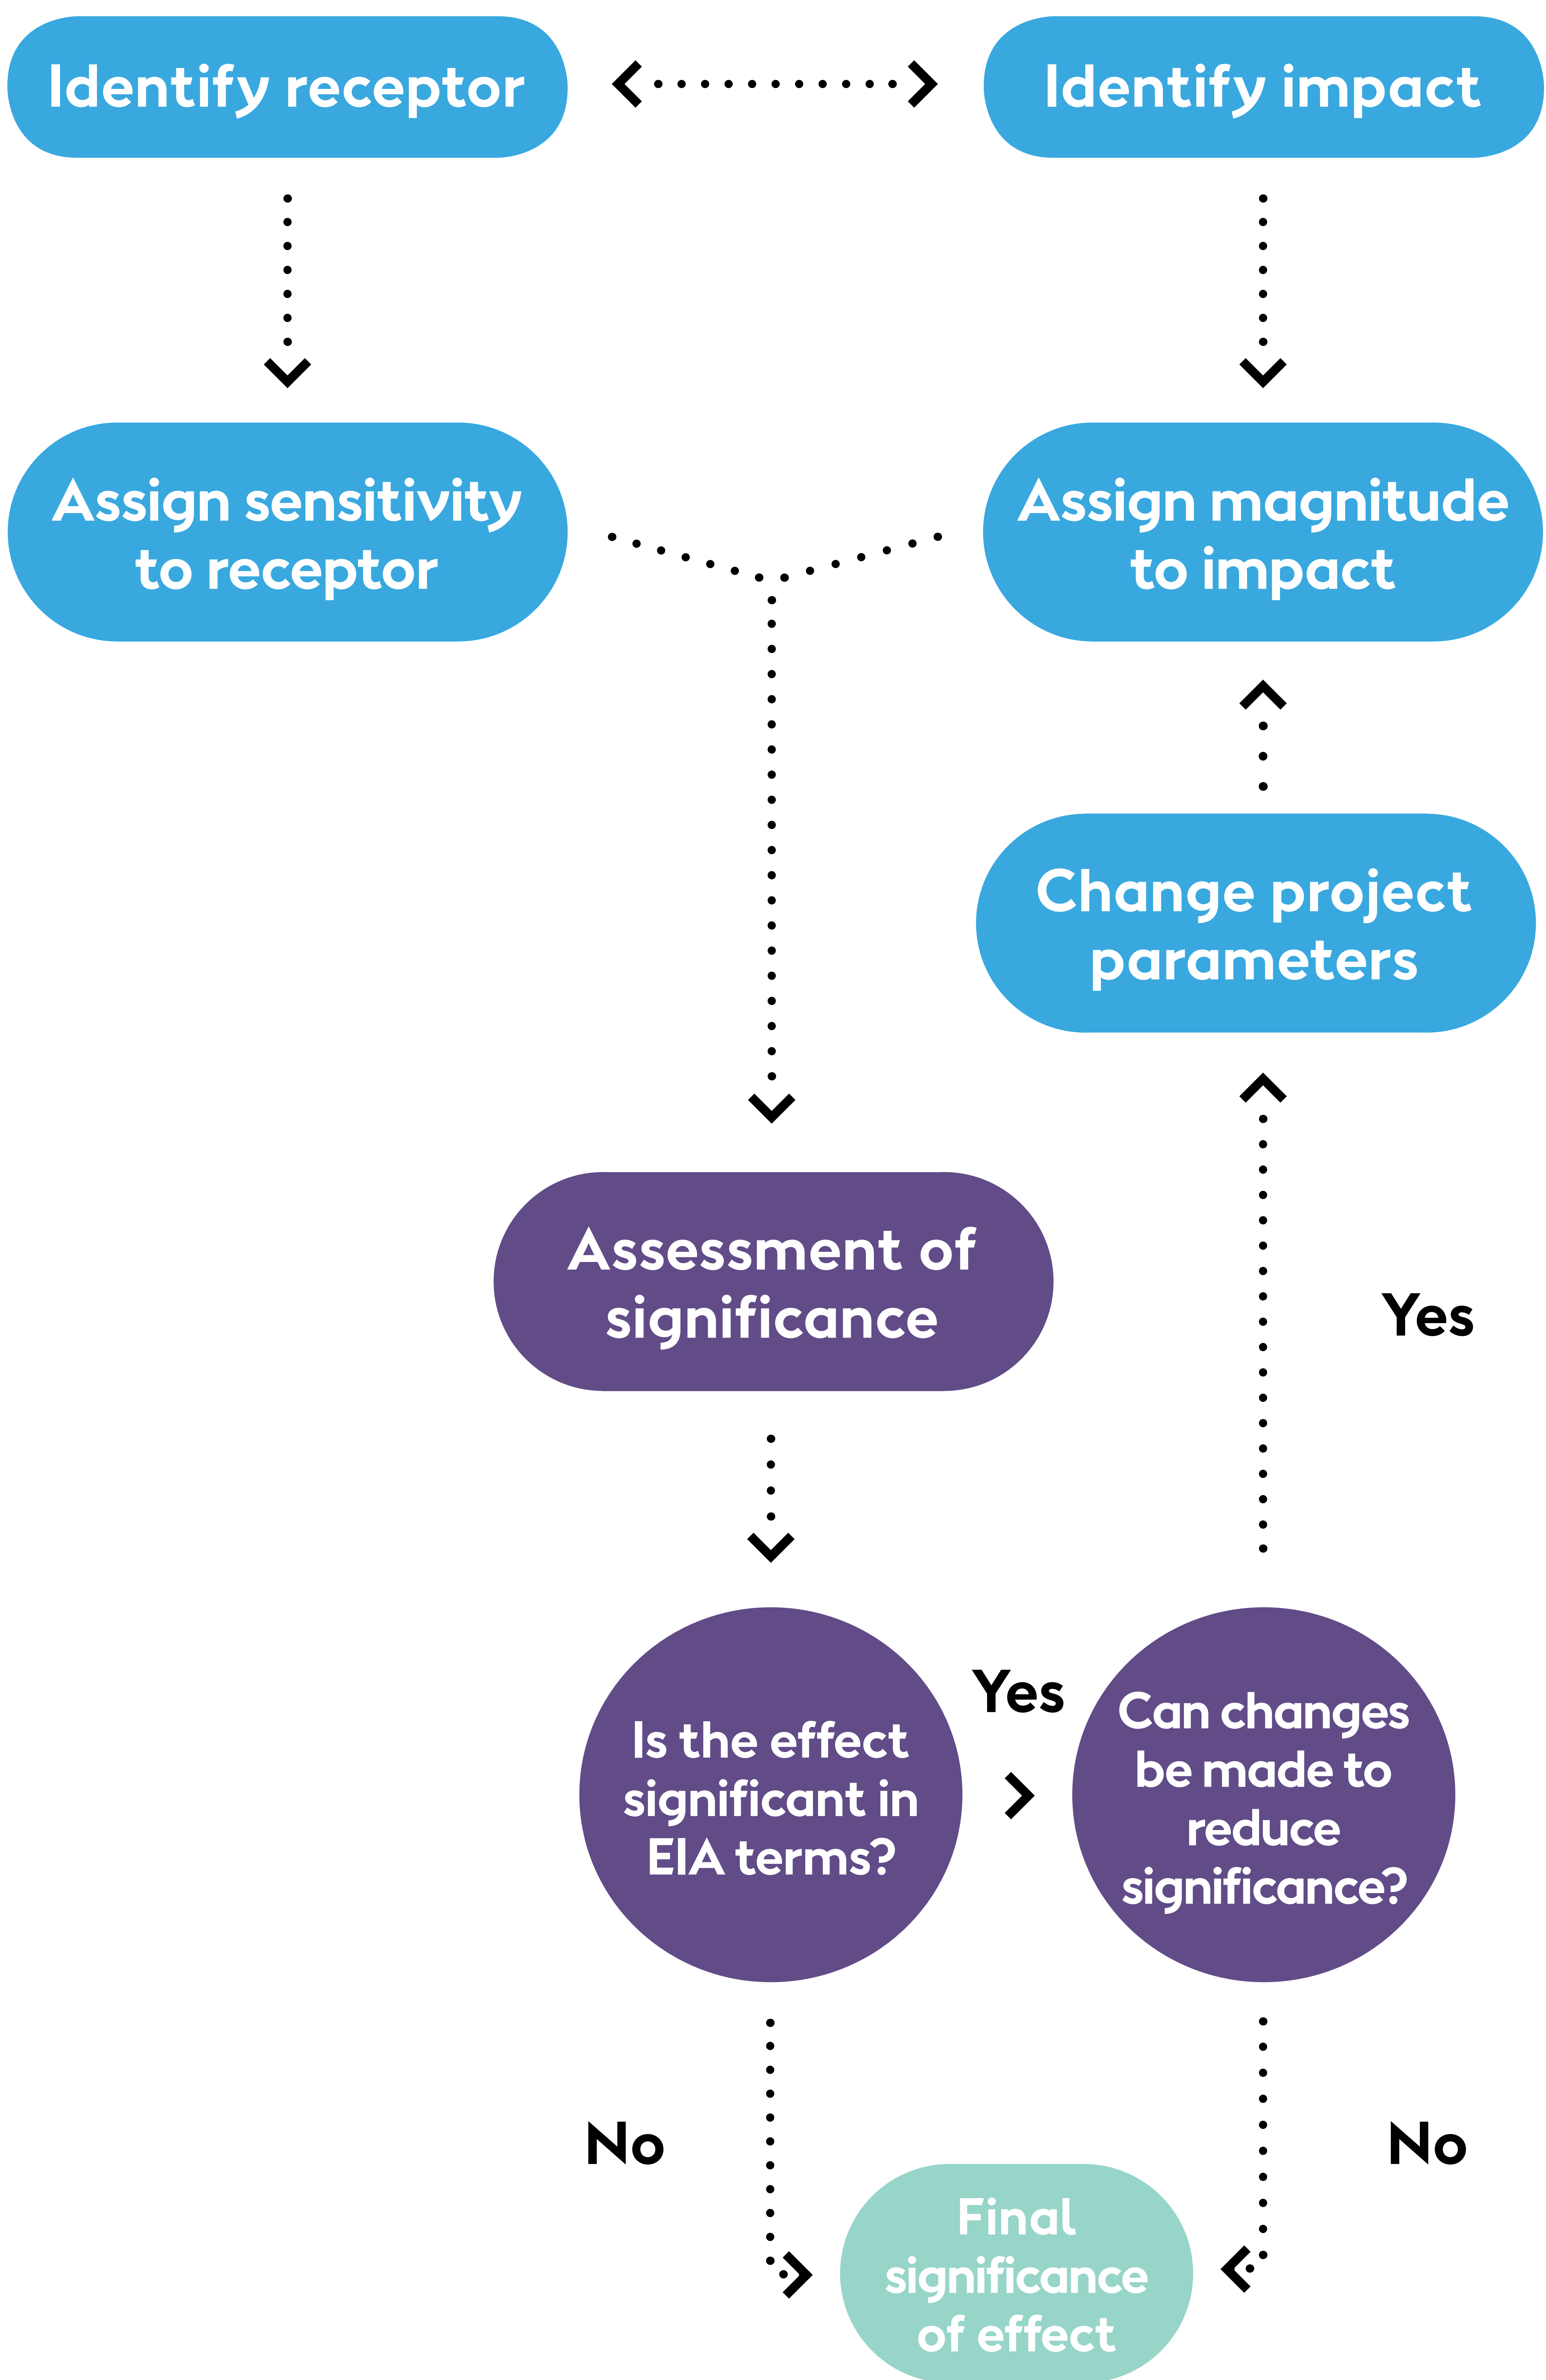 Identify receptor
Identify impact
Assign sensitivity
to receptor
Assign magnitude
to impact
Change project
parameters
Assessment of
significance
Yes
Is the effect
significant in
EIA terms?
Yes
Can changes
be made to
reduce
significance?
No
No
Final
significance
of effect